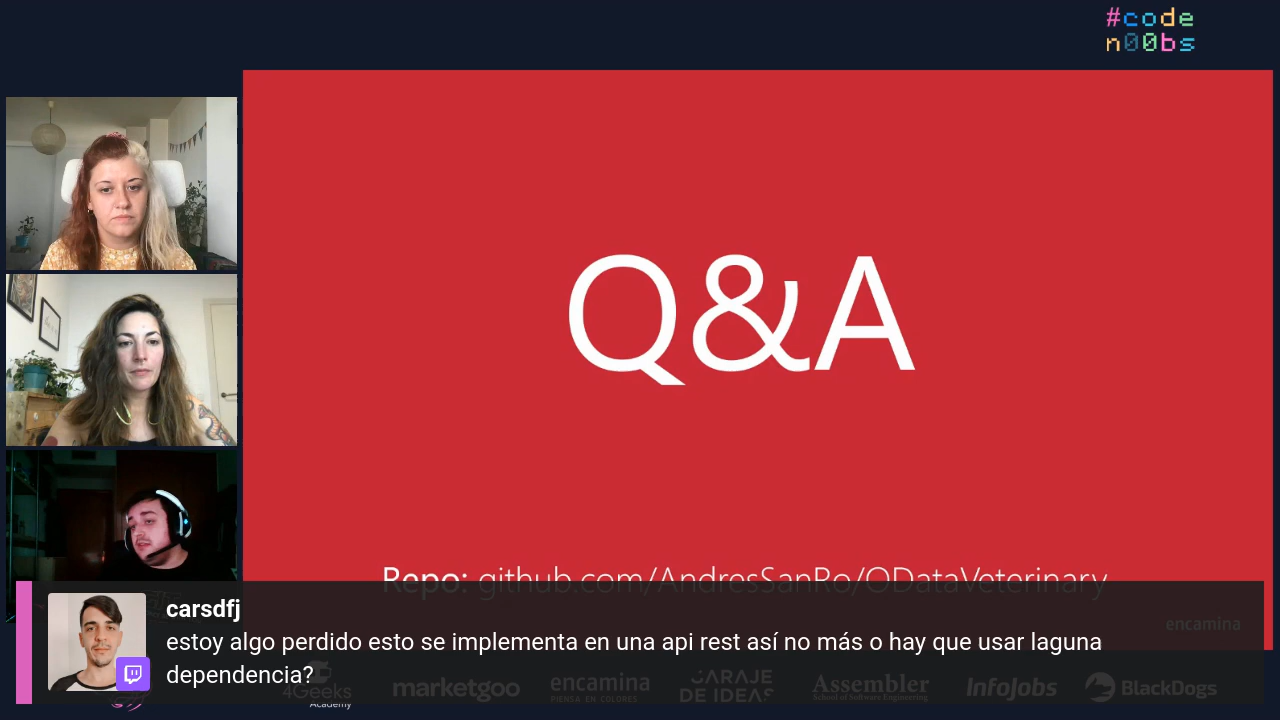 #code
n00bs
Q&A
Repo: github.com/AndresSanRo/ODataVeterinary
encamina
carsdfj
estoy algo perdido esto se implementa en una api rest así no más o hay que usar laguna
dependencia?
4Geeks
Academy
marketgoo
encamina
PIENSA EN COLORES
GARAJE
DE IDEAS
Assembler
School of Software Engineering
InfoJobs
BlackDogs